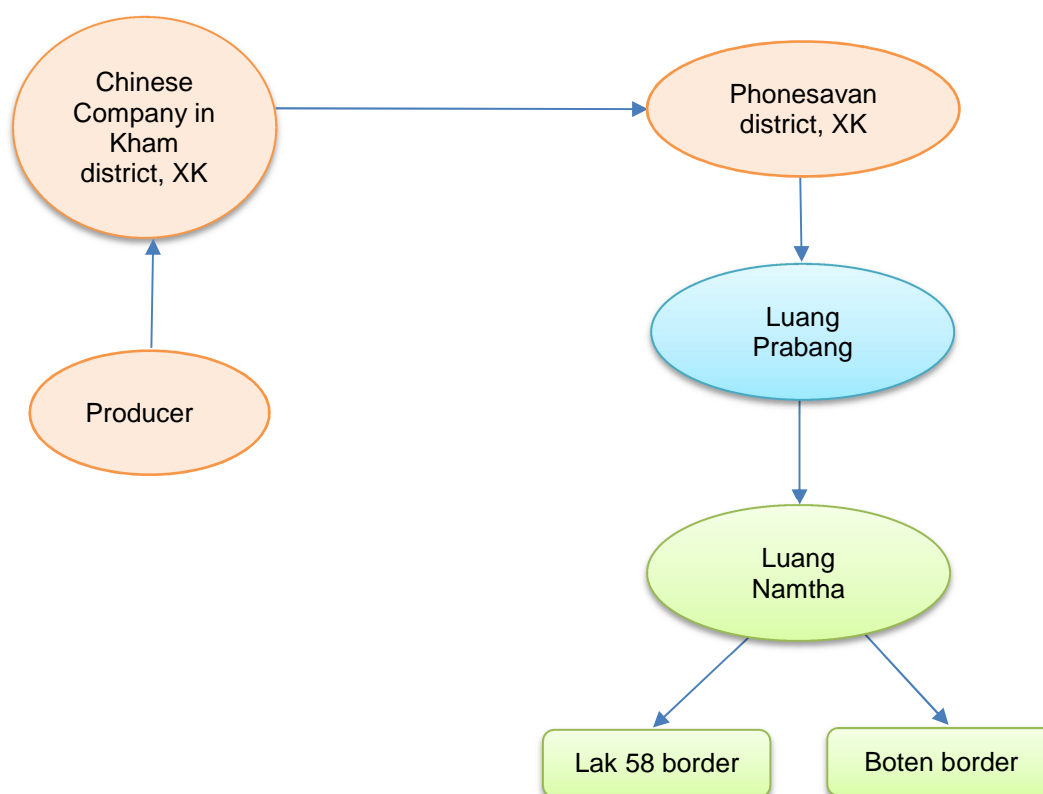 Chinese
Company in
Kham
district, XK
Phonesavan
district, XK
Luang
Prabang
Producer
Luang
Namtha
Lak 58 border
Boten border